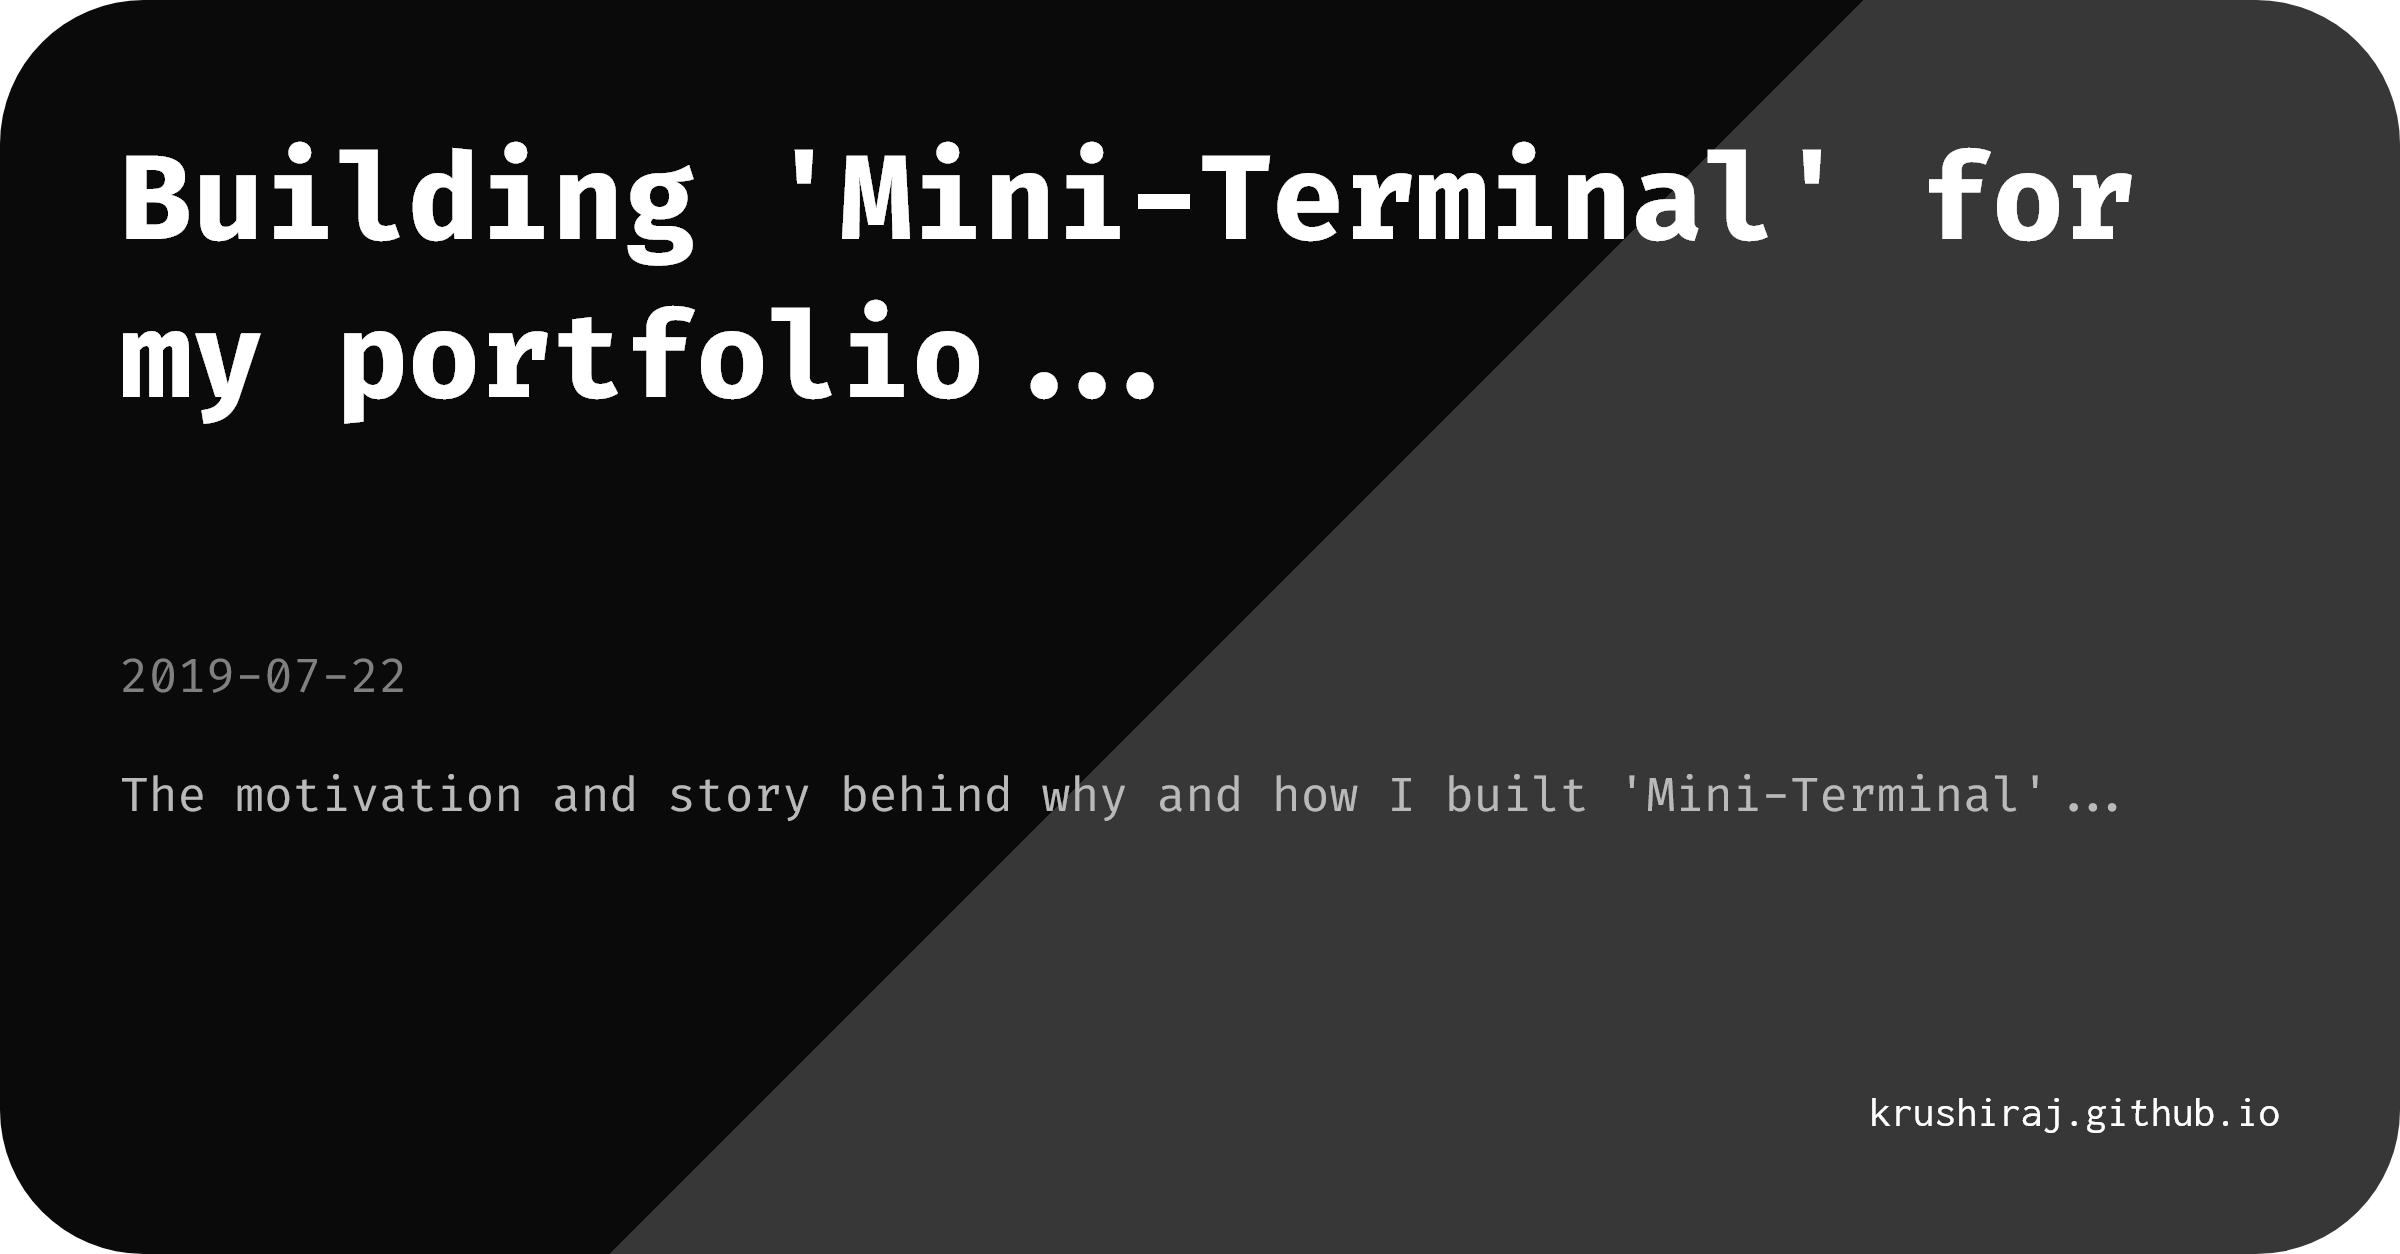 Building 'Mini-Terminal' for
my portfolio...
2019-07-22
The motivation and story behind why and how I built 'Mini-Terminal'...
krushiraj.github.io